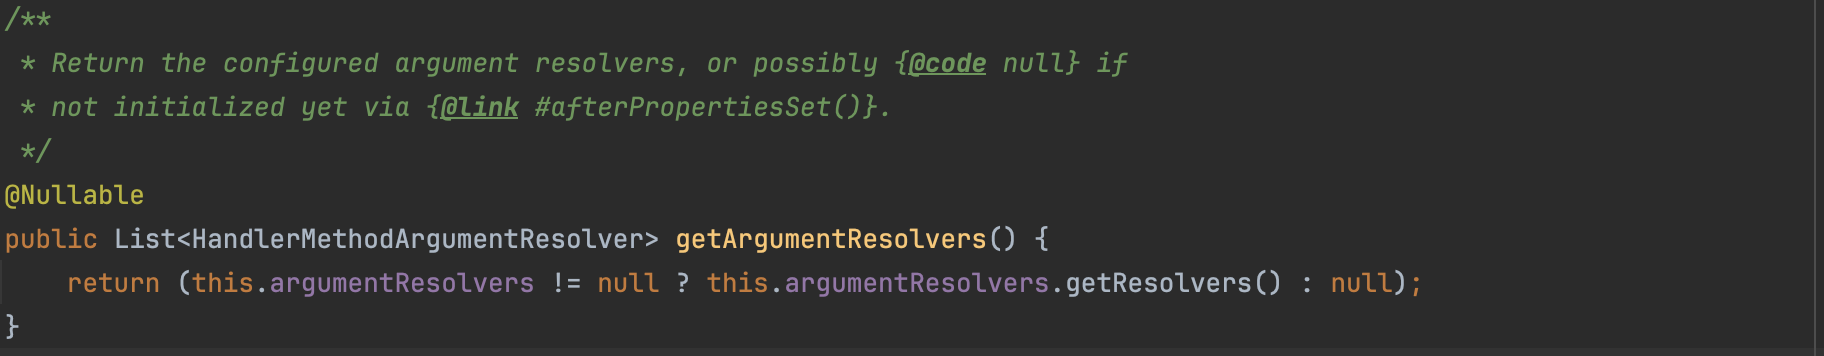 /**
 * Return the configured argument resolvers, or possibly {@code null} if
 * not initialized yet via {@link #afterPropertiesSet()}.
 */
@Nullable
public List<HandlerMethodArgumentResolver> getArgumentResolvers() {
    return (this.argumentResolvers != null ? this.argumentResolvers.getResolvers() : null);
}